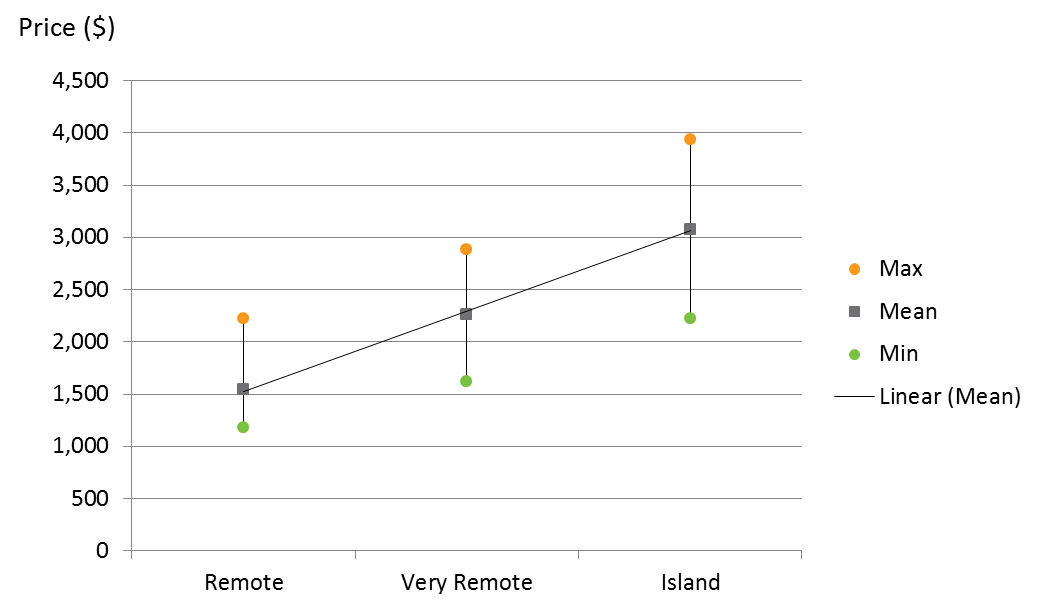 Price ($)
4,500
4,000
3,500
3,000
2,500
2,000
1,500
1,000
500
0
Remote Very Remote Island
Max
Mean
Min
Linear (Mean)